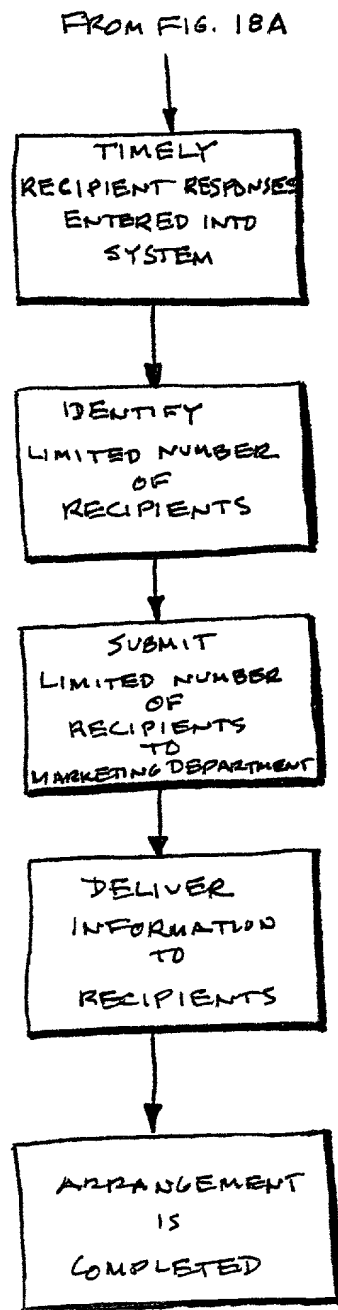 FROM FIG. 18A
TIMELY
RECIPIENT RESPONSES
ENTERED INTO
SYSTEM
IDENTIFY
LIMITED NUMBER
OF
RECIPIENTS
SUBMIT
LIMITED NUMBER
OF
RECIPIENTS
TO
MARKETING DEPARTMENT
DELIVER
INFORMATION
TO
RECIPIENTS
ARRANGEMENT
IS
COMPLETED